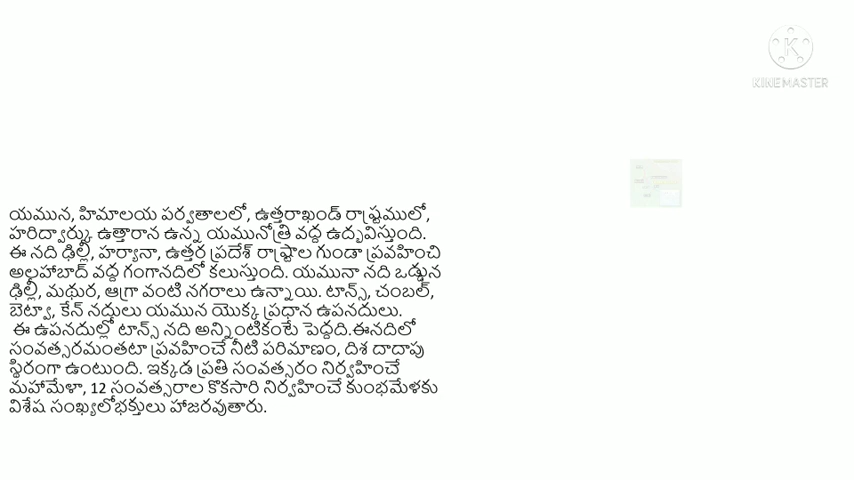 KINEMASTER
యమున, హిమాలయ పర్వతాలలో, ఉత్తరాఖండ్ రాష్ట్రములో,
హరిద్వార్కు ఉత్తారాన ఉన్న యమునోత్రి వద్ద ఉద్భవిస్తుంది.
ఈ నది ఢిల్లీ, హర్యానా, ఉత్తర ప్రదేశ్ రాష్ట్రాల గుండా ప్రవహించి
అలహాబాద్ వద్ద గంగానదిలో కలుస్తుంది. యమునా నది ఒడ్డున
ఢిల్లీ, మథుర, ఆగ్రా వంటి నగరాలు ఉన్నాయి. టాన్స్, చంబల్,
బెత్వా, కేన్ నదులు యమున యొక్క ప్రధాన ఉపనదులు.
ఈ ఉపనదుల్లో టాన్స్ నది అన్నింటికంటే పెద్దది.ఈనదిలో
సంవత్సరమంతటా ప్రవహించే నీటి పరిమాణం, దిశ దాదాపు
స్థిరంగా ఉంటుంది. ఇక్కడ ప్రతి సంవత్సరం నిర్వహించే
మహామేళా, 12 సంవత్సరాల కొకసారి నిర్వహించే కుంభమేళకు
విశేష సంఖ్యలోభక్తులు హాజరవుతారు.